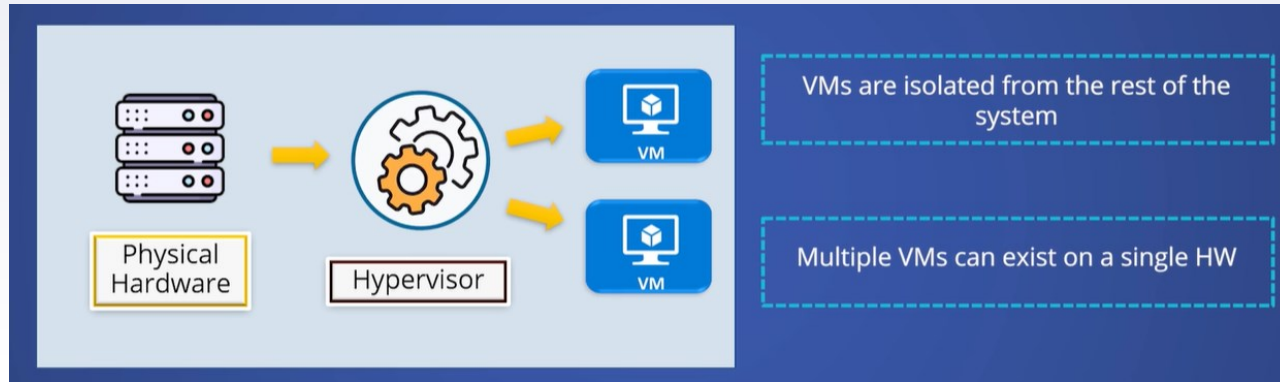 VM
VM
Physical
Hardware
Hypervisor
VMs are isolated from the rest of the
system
Multiple VMs can exist on a single HW